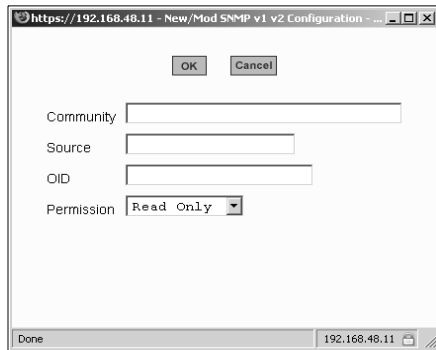 https://192.168.48.11 - New/Mod SNMP v1 v2 Configuration - ...
OK Cancel
Community
Source
OID
Permission Read Only
Done 192.168.48.11